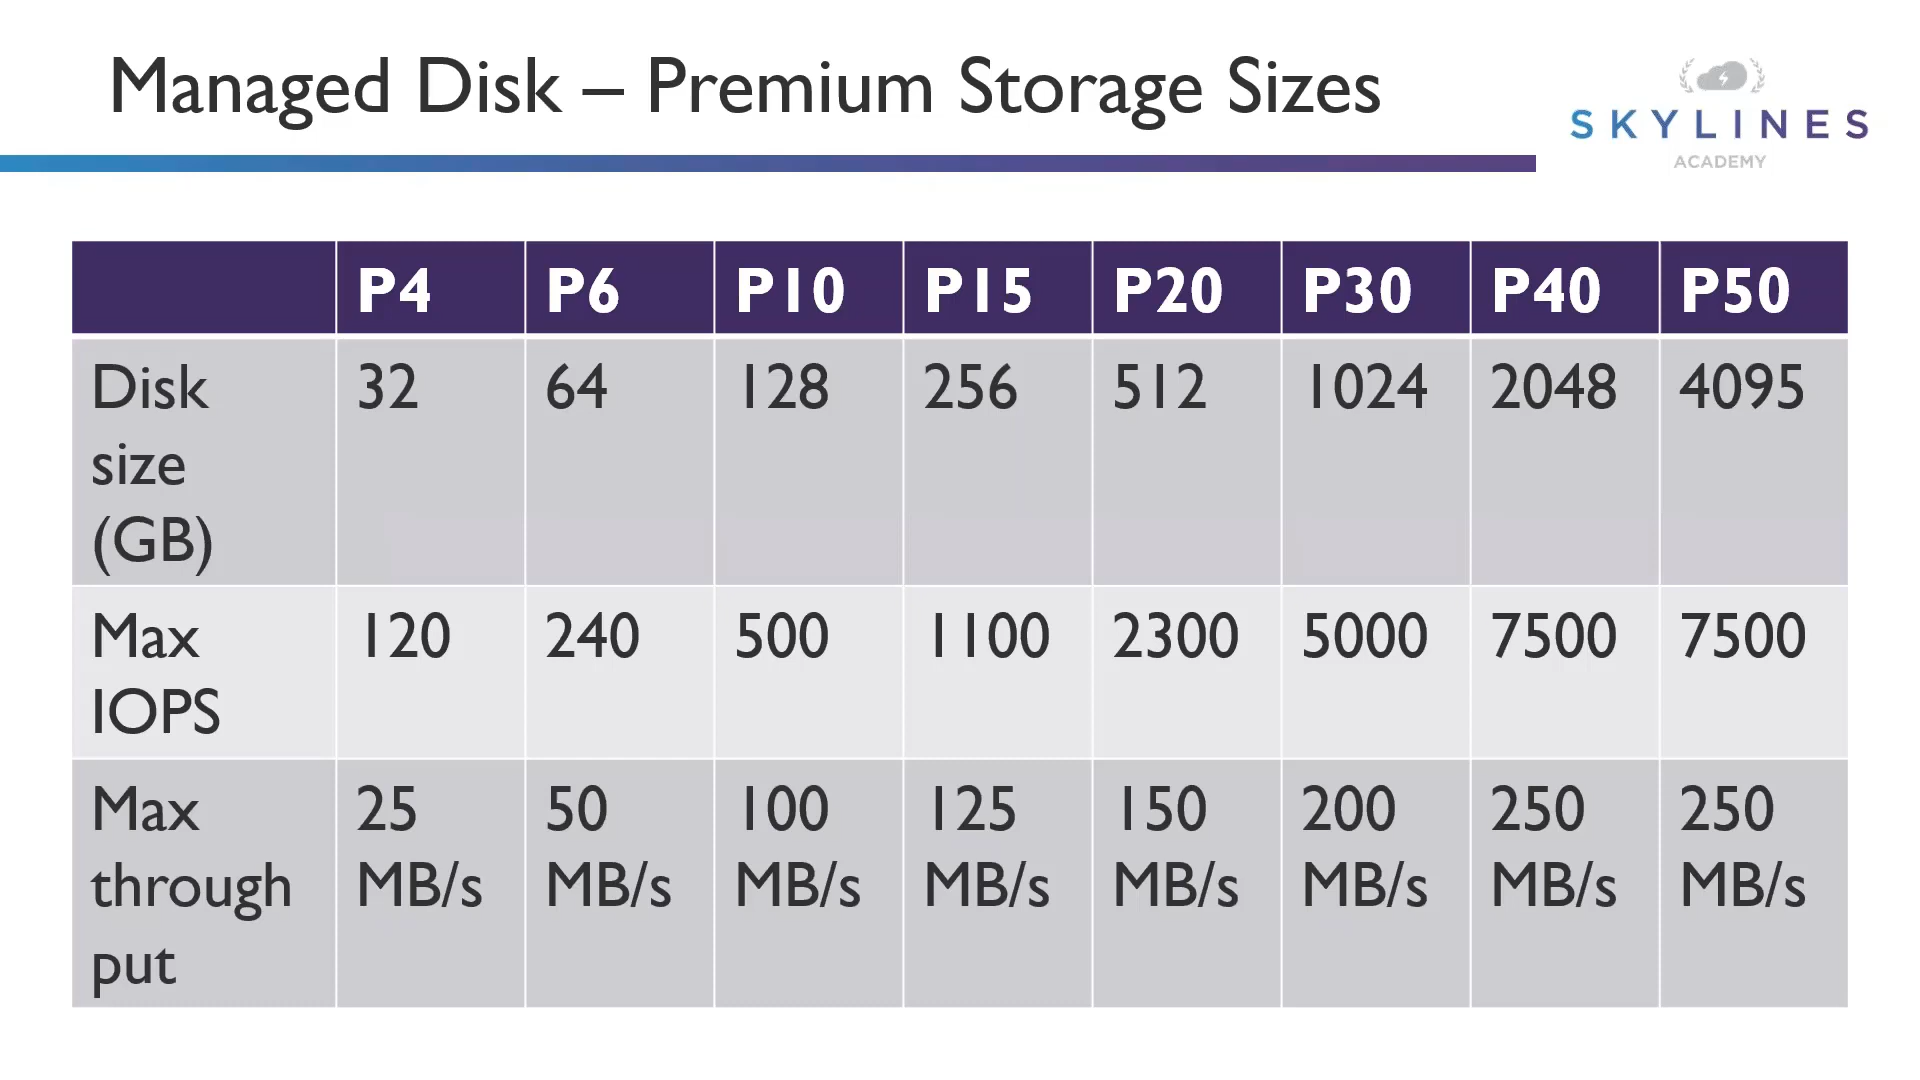 Managed Disk – Premium Storage Sizes
SKYLINES
ACADEMY
P4 P6 P10 P15 P20 P30 P40 P50
Disk size (GB) 32 64 128 256 512 1024 2048 4095
Max IOPS 120 240 500 1100 2300 5000 7500 7500
Max through put 25 MB/s 50 MB/s 100 MB/s 125 MB/s 150 MB/s 200 MB/s 250 MB/s 250 MB/s